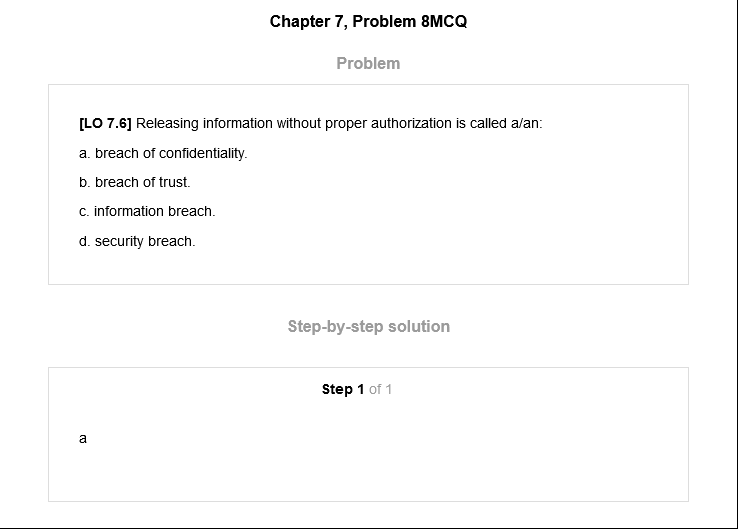 Chapter 7, Problem 8MCQ
Problem
[LO 7.6] Releasing information without proper authorization is called a/an:
a. breach of confidentiality.
b. breach of trust.
c. information breach.
d. security breach.
Step-by-step solution
Step 1 of 1
a